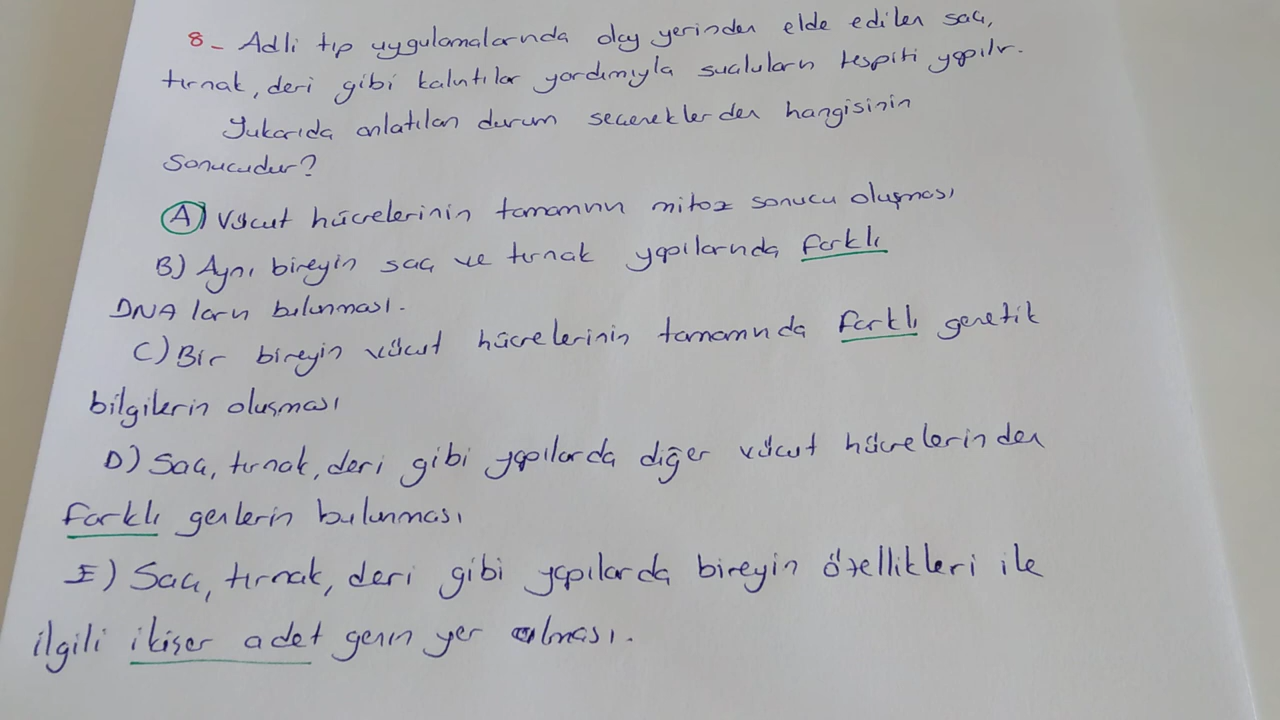 8- Adli tıp uygulamalarında olay yerinden elde edilen saç,
tırnak, deri gibi kalıntılar yardımıyla suçluların tespiti yapılır.
Yukarıda anlatılan durum seçeneklerden hangisinin
sonucudur?
A) Vücut hücrelerinin tamamının mitoz sonucu oluşması
B) Aynı bireyin saç ve tırnak yapılarında farklı
DNA ların bulunması.
C) Bir bireyin vücut hücrelerinin tamamında farklı genetik
bilgilerin oluşması
D) Saç, tırnak, deri gibi yapılarda diğer vücut hücrelerinden
farklı genlerin bulunması
E) Saç, tırnak, deri gibi yapılarda bireyin özellikleri ile
ilgili ikişer adet genin yer alması.